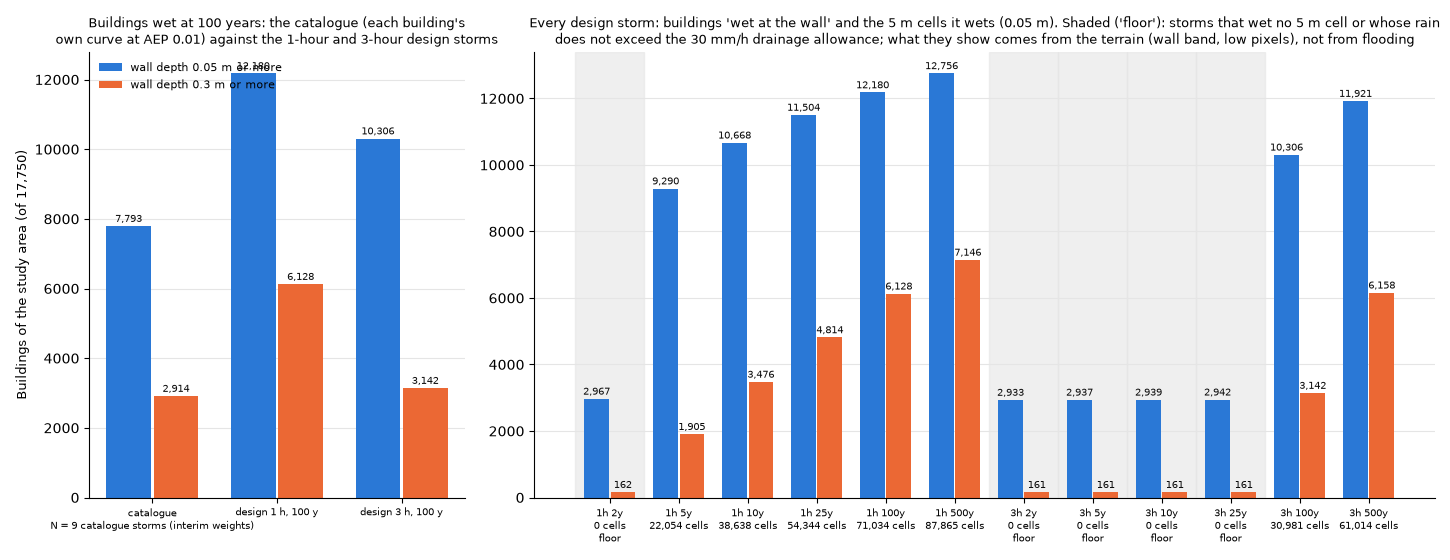 Buildings wet at 100 years: the catalogue (each building's
own curve at AEP 0.01) against the 1-hour and 3-hour design storms
wall depth 0.05 m or more
wall depth 0.3 m or more
Buildings of the study area (of 17,750)
12000
10000
8000
6000
4000
2000
0
7,793
2,914
12,180
6,128
10,306
3,142
catalogue
design 1 h, 100 y
design 3 h, 100 y
N = 9 catalogue storms (interim weights)
Every design storm: buildings 'wet at the wall' and the 5 m cells it wets (0.05 m). Shaded ('floor'): storms that wet no 5 m cell or whose rain
does not exceed the 30 mm/h drainage allowance; what they show comes from the terrain (wall band, low pixels), not from flooding
12000
10000
8000
6000
4000
2000
0
2,967
162
9,290
1,905
10,668
3,476
11,504
4,814
12,180
6,128
12,756
7,146
2,933
161
2,937
161
2,939
161
2,942
161
10,306
3,142
11,921
6,158
1h 2y
0 cells
floor
1h 5y
22,054 cells
1h 10y
38,638 cells
1h 25y
54,344 cells
1h 100y
71,034 cells
1h 500y
87,865 cells
3h 2y
0 cells
floor
3h 5y
0 cells
floor
3h 10y
0 cells
floor
3h 25y
0 cells
floor
3h 100y
30,981 cells
3h 500y
61,014 cells